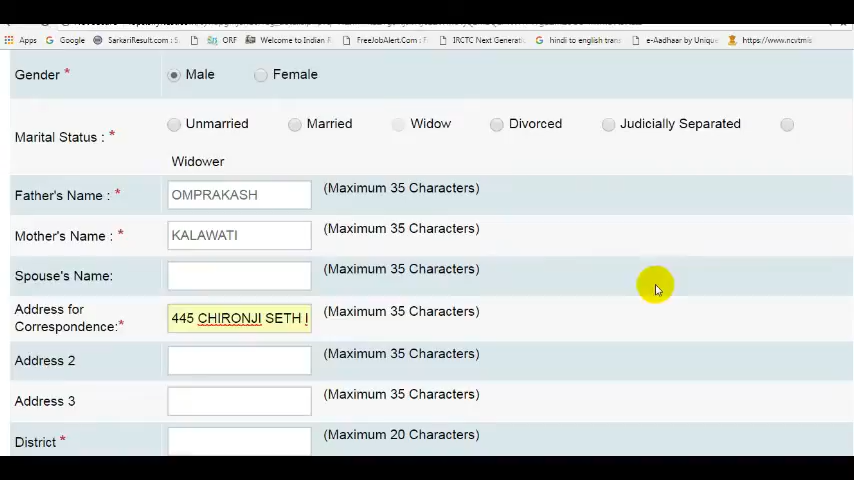 Apps Google SarkariResult.com : S ORF Welcome to Indian R FreeJobAlert.Com : F IRCTC Next Generati hindi to english trans e-Aadhaar by Unique https://www.ncvtmis
Gender * Male Female
Unmarried Married Widow Divorced Judicially Separated
Marital Status : *
Widower
Father's Name : * OMPRAKASH (Maximum 35 Characters)
Mother's Name : * KALAWATI (Maximum 35 Characters)
Spouse's Name: (Maximum 35 Characters)
Address for
Correspondence:* 445 CHIRONJI SETH (Maximum 35 Characters)
Address 2 (Maximum 35 Characters)
Address 3 (Maximum 35 Characters)
District * (Maximum 20 Characters)